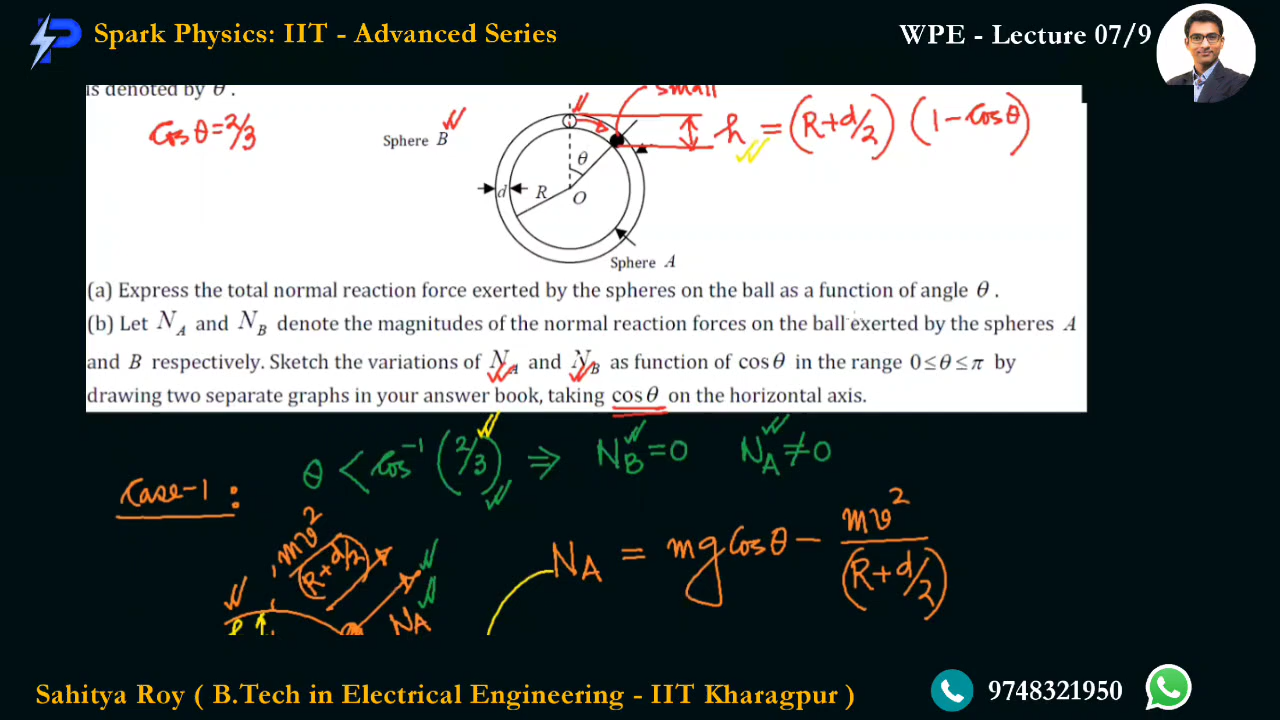 Spark Physics: IIT - Advanced Series
WPE - Lecture 07/9
is denoted by θ .
small
cos θ = 2/3
Sphere B
h = (R+d/2) (1 - cos θ)
θ
d
R
O
Sphere A
(a) Express the total normal reaction force exerted by the spheres on the ball as a function of angle θ .
(b) Let N_A and N_B denote the magnitudes of the normal reaction forces on the ball exerted by the spheres A
and B respectively. Sketch the variations of N_A and N_B as function of cos θ in the range 0 ≤ θ ≤ π by
drawing two separate graphs in your answer book, taking cos θ on the horizontal axis.
θ < cos⁻¹ (2/3) ⇒ N_B = 0 N_A ≠ 0
Case-1 :
mv²/(R+d/2)
N_A = mg cos θ - mv²/(R+d/2)
N_A
Sahitya Roy ( B.Tech in Electrical Engineering - IIT Kharagpur )
9748321950